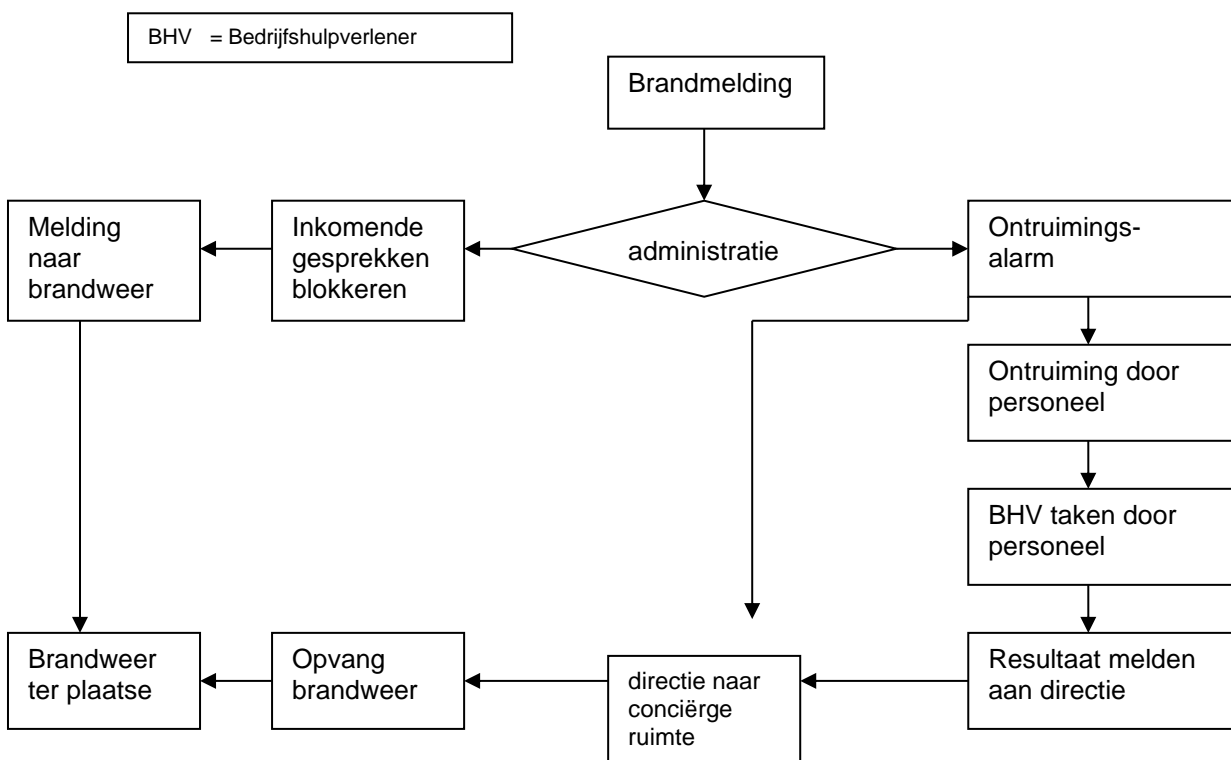 BHV = Bedrijfshulpverlener
Brandmelding
Melding
naar
brandweer
Inkomende
gesprekken
blokkeren
administratie
Ontruimings-
alarm
Ontruiming door
personeel
BHV taken door
personeel
Brandweer
ter plaatse
Opvang
brandweer
directie naar
conciërge
ruimte
Resultaat melden
aan directie